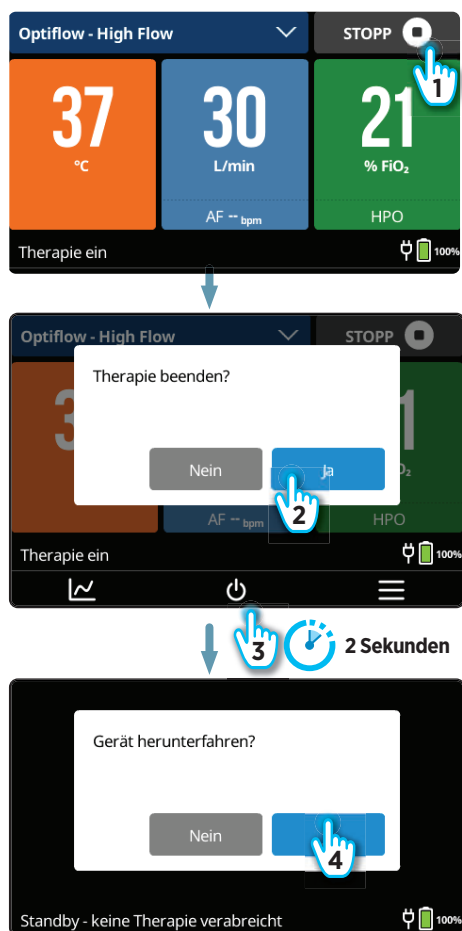 Optiflow - High Flow STOPP
1
37 30 21
°C L/min % FiO₂
AF -- bpm HPO
Therapie ein 100%
Optiflow - High Flow STOPP
Therapie beenden?
Nein Ja
2
AF -- bpm HPO
Therapie ein 100%
3 2 Sekunden
Gerät herunterfahren?
Nein
4
Standby - keine Therapie verabreicht 100%